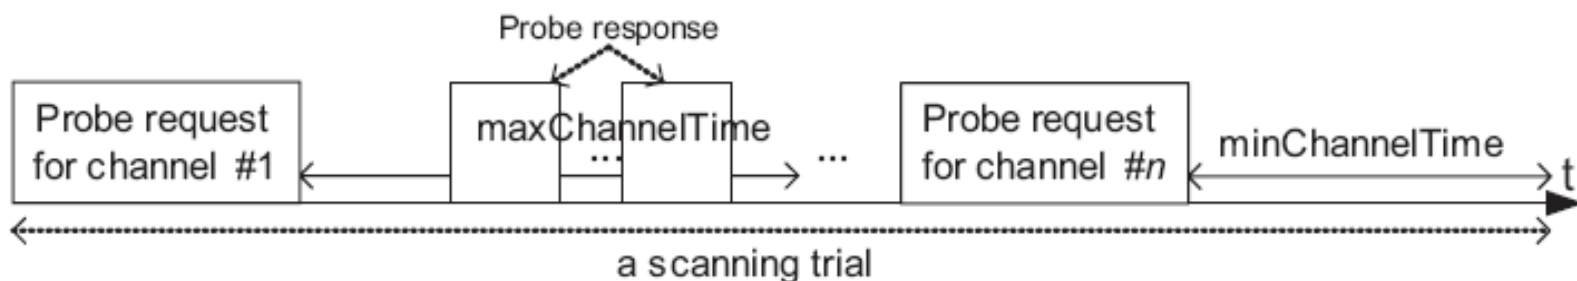 Probe response
Probe request
for channel #1
maxChannelTime
...
...
Probe request
for channel #n
minChannelTime
t
a scanning trial